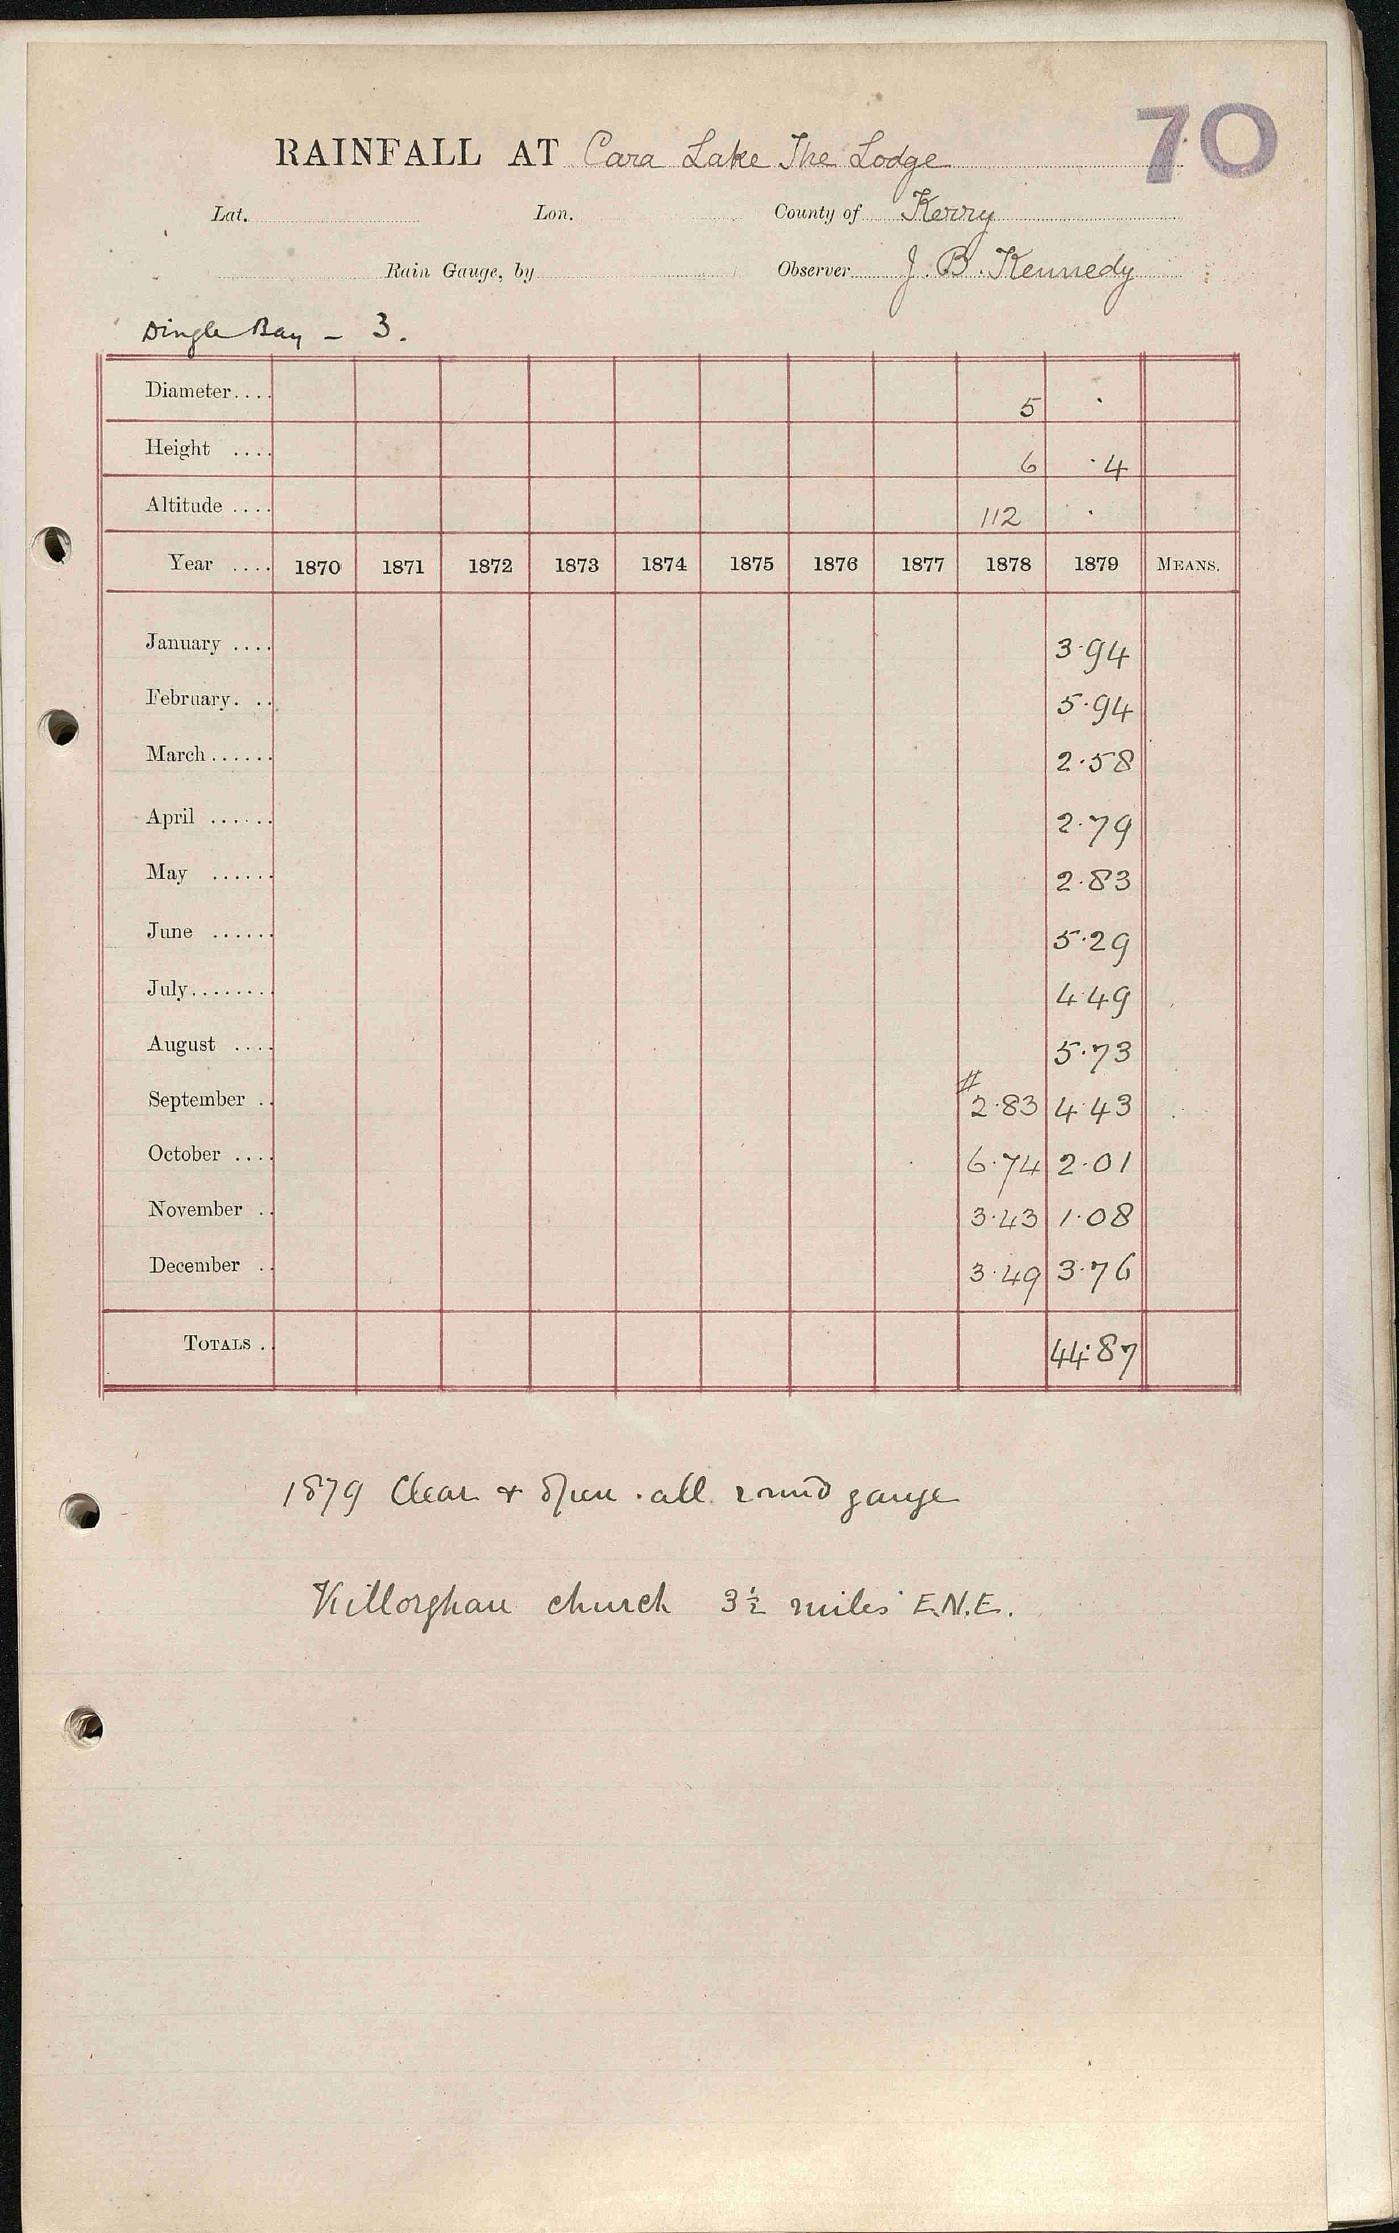 70
RAINFALL AT Cara Lake The Lodge
Lat. Lon. County of Kerry
Rain Gauge, by Observer J. B. Kennedy
Dingle Bay - 3.
Diameter.... 5 .
Height .... 6 .4
Altitude .... 112 .
Year .... 1870 1871 1872 1873 1874 1875 1876 1877 1878 1879 MEANS.
January .... 3.94
February. .. 5.94
March...... 2.58
April ...... 2.79
May ...... 2.83
June ...... 5.29
July........ 4.49
August .... 5.73
#
September .. 2.83 4.43
October .... 6.74 2.01
November .. 3.43 1.08
December .. 3.49 3.76
TOTALS . 44.87
1879 Clear & open . all round gauge
Killorghan church 3½ miles E.N.E.